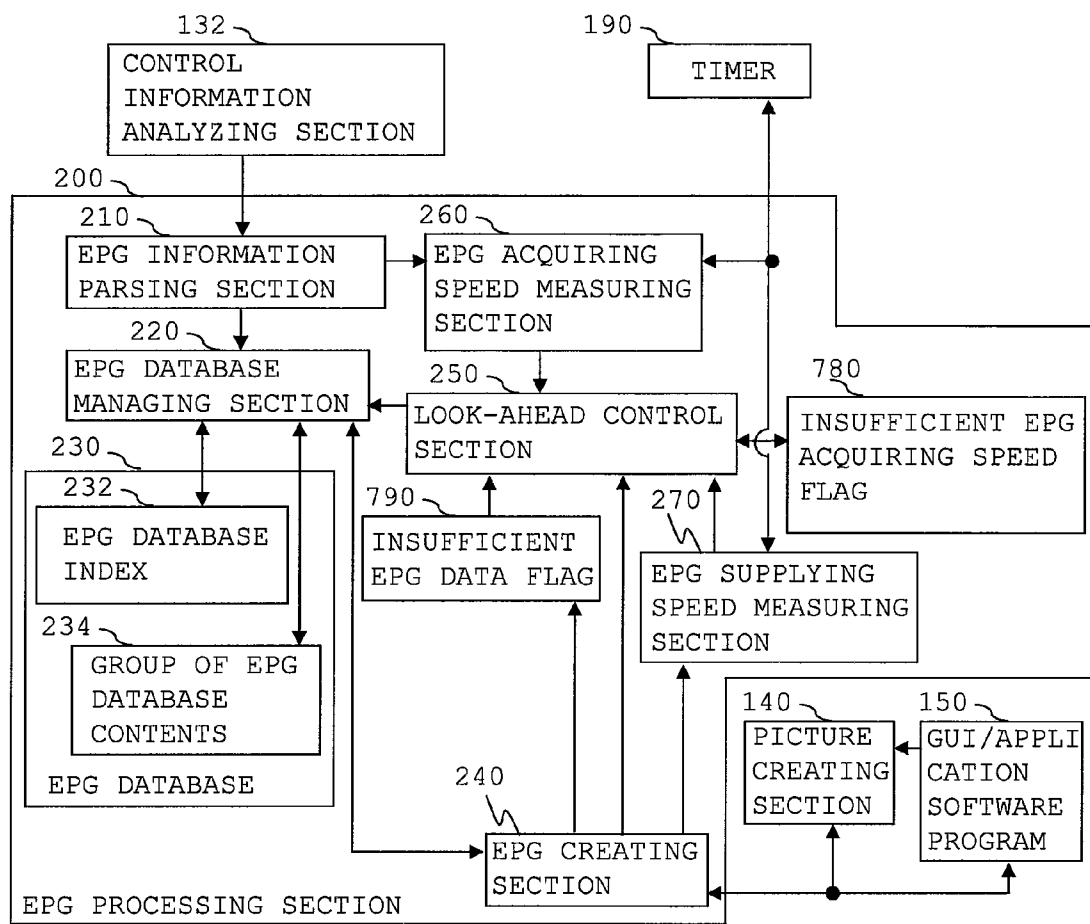 132
CONTROL
INFORMATION
ANALYZING SECTION
190
TIMER
200
210
EPG INFORMATION
PARSING SECTION
260
EPG ACQUIRING
SPEED MEASURING
SECTION
220
EPG DATABASE
MANAGING SECTION
250
LOOK-AHEAD CONTROL
SECTION
780
INSUFFICIENT EPG
ACQUIRING SPEED
FLAG
230
232
EPG DATABASE
INDEX
790
INSUFFICIENT
EPG DATA FLAG
270
EPG SUPPLYING
SPEED MEASURING
SECTION
234
GROUP OF EPG
DATABASE
CONTENTS
EPG DATABASE
140
PICTURE
CREATING
SECTION
150
GUI/APPLI
CATION
SOFTWARE
PROGRAM
240
EPG CREATING
SECTION
EPG PROCESSING SECTION